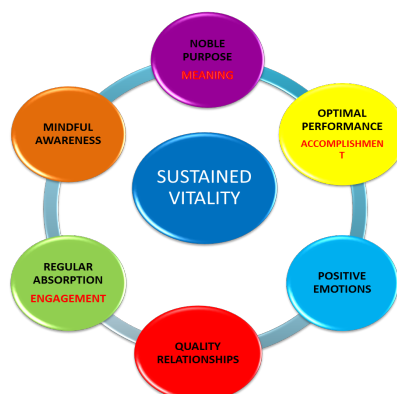 NOBLE
PURPOSE
MEANING
OPTIMAL
PERFORMANCE
ACCOMPLISHMEN
T
MINDFUL
AWARENESS
SUSTAINED
VITALITY
REGULAR
ABSORPTION
ENGAGEMENT
POSITIVE
EMOTIONS
QUALITY
RELATIONSHIPS